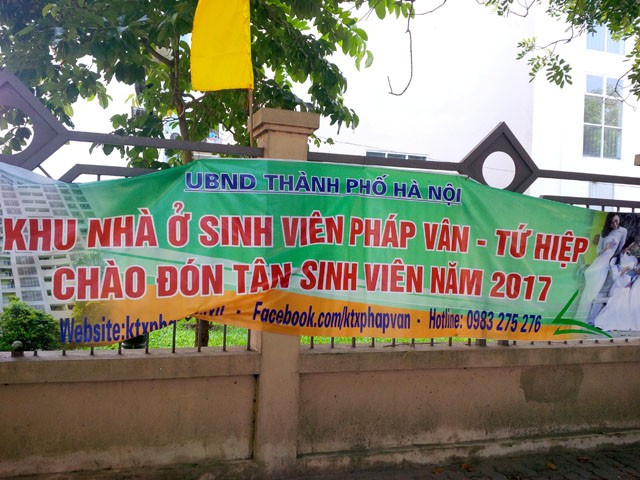 UBND THÀNH PHỐ HÀ NỘI
KHU NHÀ Ở SINH VIÊN PHÁP VÂN - TỨ HIỆP
CHÀO ĐÓN TÂN SINH VIÊN NĂM 2017
Facebook.com/ktxphapvan - Hotline: 0983 275 276